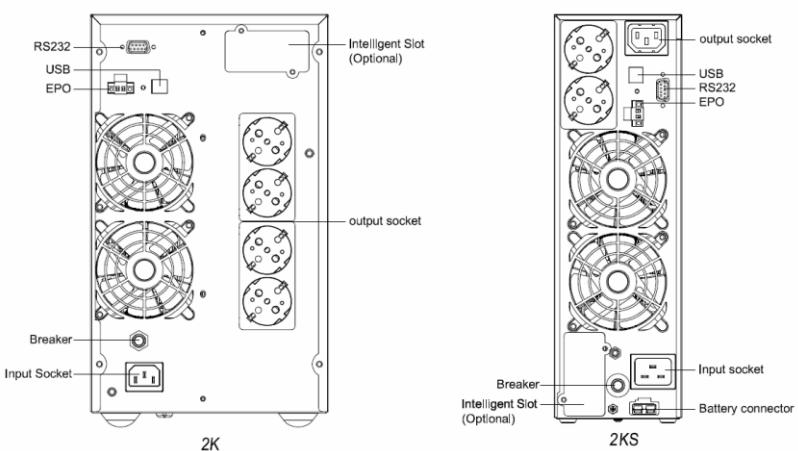 RS232
USB
EPO
Intelligent Slot
(Optional)
output socket
Breaker
Input Socket
2K
output socket
USB
RS232
EPO
Input socket
Breaker
Intelligent Slot
(Optional)
Battery connector
2KS